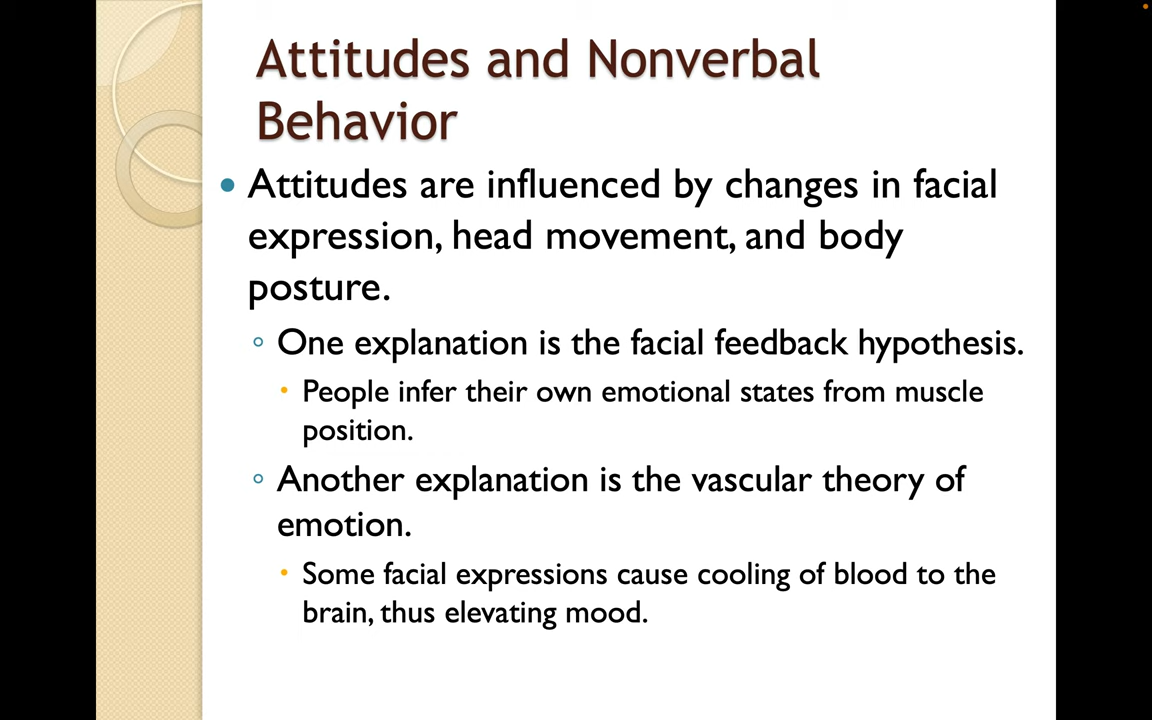 Attitudes and Nonverbal
Behavior
• Attitudes are influenced by changes in facial
expression, head movement, and body
posture.
◦ One explanation is the facial feedback hypothesis.
• People infer their own emotional states from muscle
position.
◦ Another explanation is the vascular theory of
emotion.
• Some facial expressions cause cooling of blood to the
brain, thus elevating mood.